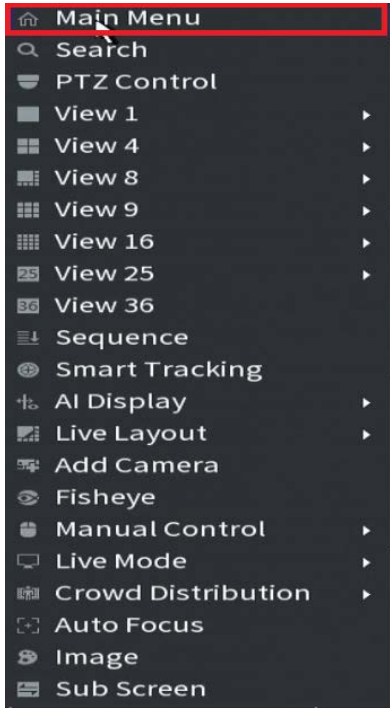 Main Menu
Search
PTZ Control
View 1
View 4
View 8
View 9
View 16
25 View 25
36 View 36
Sequence
Smart Tracking
AI Display
Live Layout
Add Camera
Fisheye
Manual Control
Live Mode
Crowd Distribution
Auto Focus
Image
Sub Screen